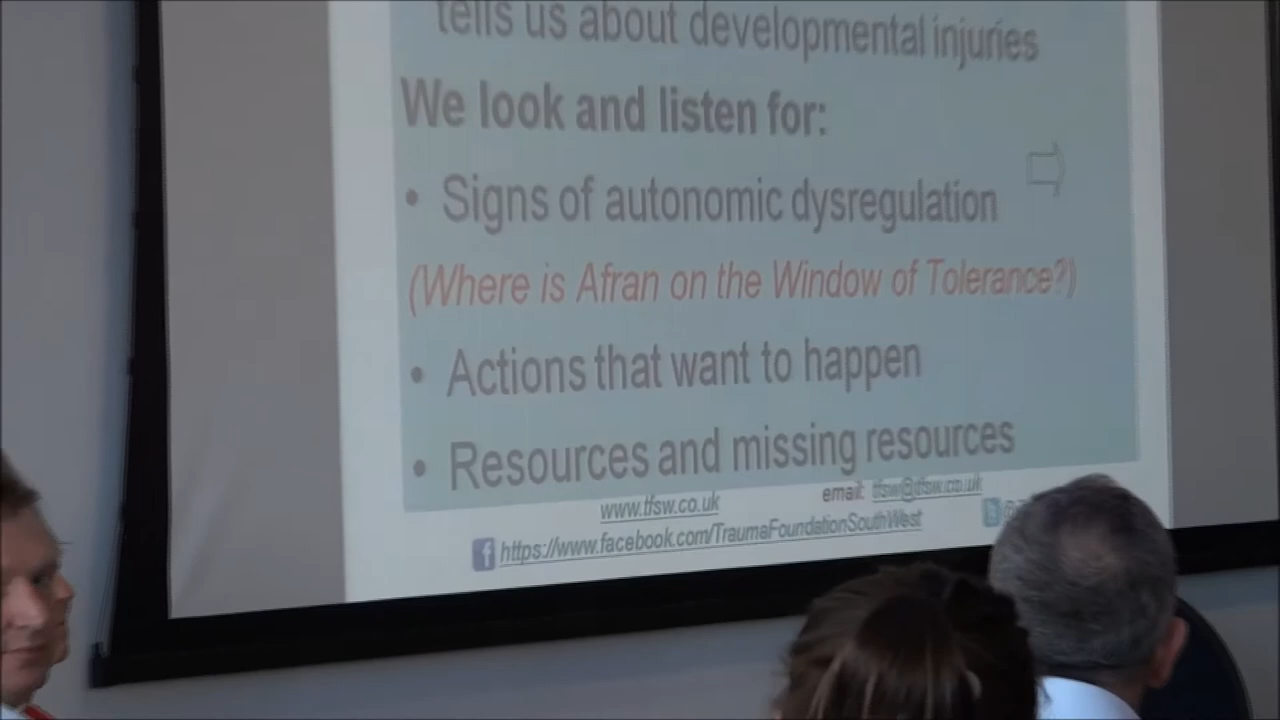 tells us about developmental injuries
We look and listen for:
• Signs of autonomic dysregulation
(Where is Afran on the Window of Tolerance?)
• Actions that want to happen
• Resources and missing resources
www.tfsw.co.uk email: tfsw@tfsw.co.uk
https://www.facebook.com/TraumaFoundationSouthWest